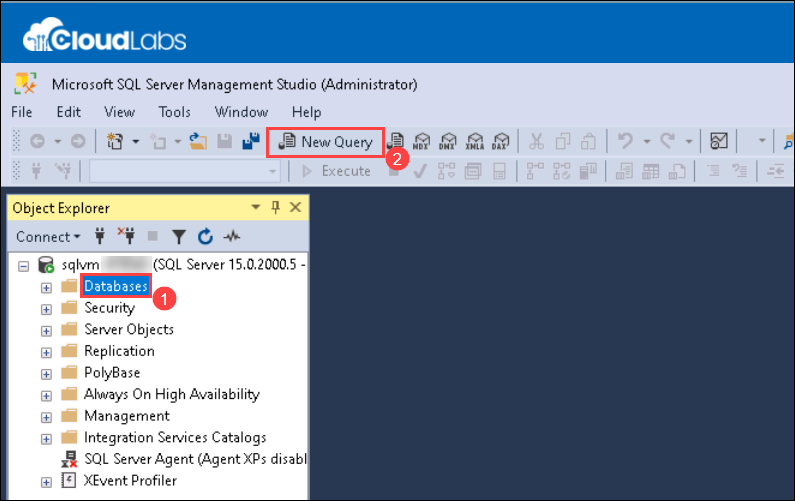 CloudLabs
Microsoft SQL Server Management Studio (Administrator)
File Edit View Tools Window Help
New Query MDX DMX XMLA DAX
2
Execute
Object Explorer
Connect
sqlvm (SQL Server 15.0.2000.5 -
Databases
1
Security
Server Objects
Replication
PolyBase
Always On High Availability
Management
Integration Services Catalogs
SQL Server Agent (Agent XPs disabl
XEvent Profiler